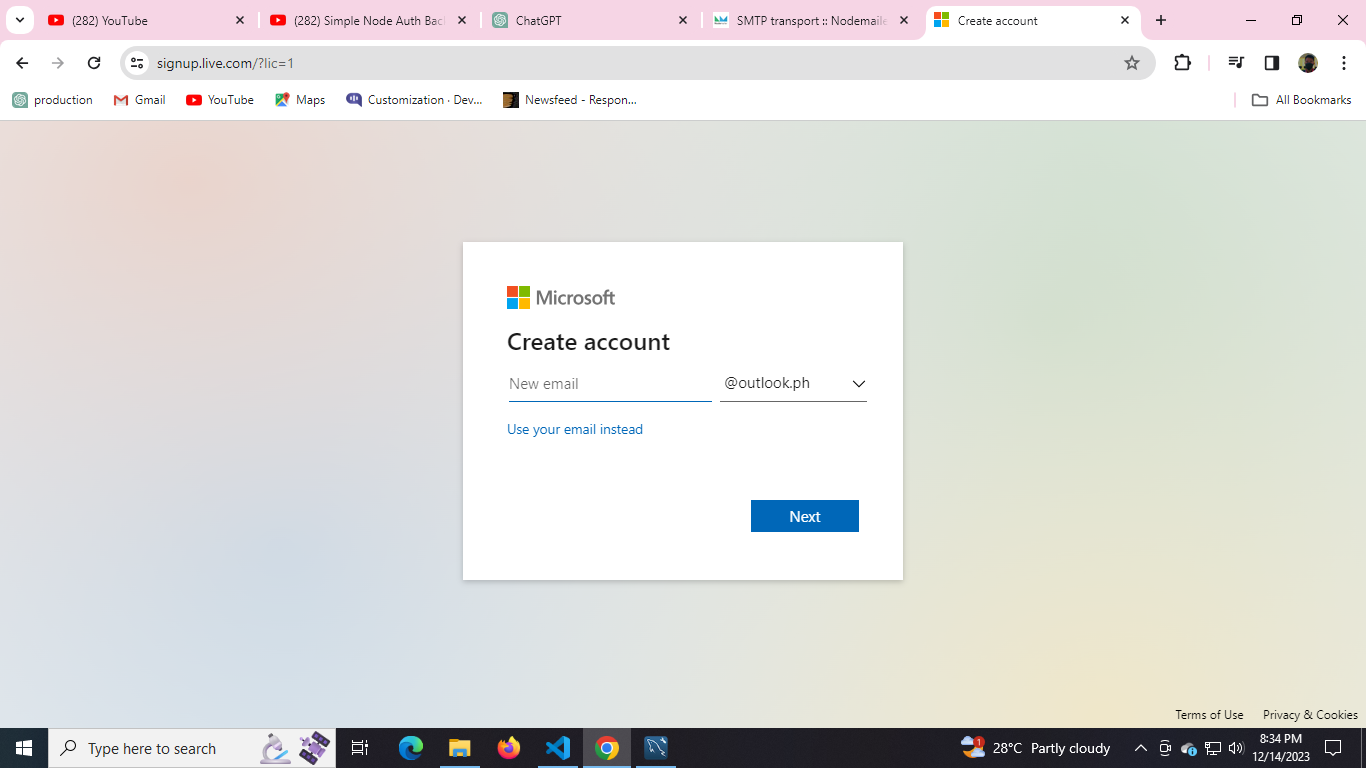 (282) YouTube
(282) Simple Node Auth Bac
ChatGPT
SMTP transport :: Nodemaile
Create account
signup.live.com/?lic=1
production
Gmail
YouTube
Maps
Customization · Dev...
Newsfeed - Respon...
All Bookmarks
Microsoft
Create account
New email
@outlook.ph
Use your email instead
Next
Terms of Use
Privacy & Cookies
Type here to search
1
28°C Partly cloudy
8:34 PM
12/14/2023